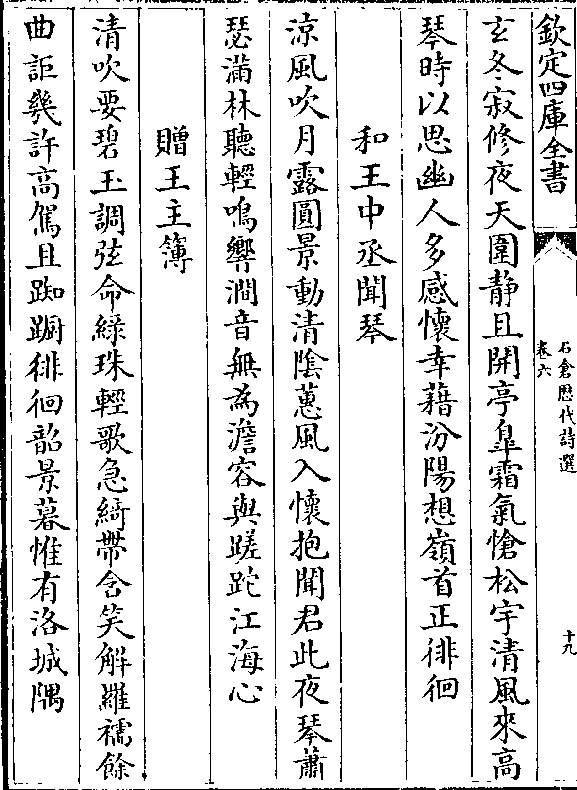 欽定四庫全書
石倉歴代詩選
卷六
十九
玄冬寂修夜天圍静且開亭臯霜氣愴松宇清風來高
琴時以思幽人多感懷幸藉汾陽想嶺首正徘徊
和王中丞聞琴
涼風吹月露圓景動清陰蕙風入懷抱聞君此夜琴蕭
瑟滿林聽輕鳴響澗音無為澹容與蹉跎江海心
贈王主簿
清吹要碧玉調弦命緑珠輕歌急綺帶含笑解羅襦餘
曲詎幾許高駕且踟蹰徘徊韶景暮惟有洛城隅